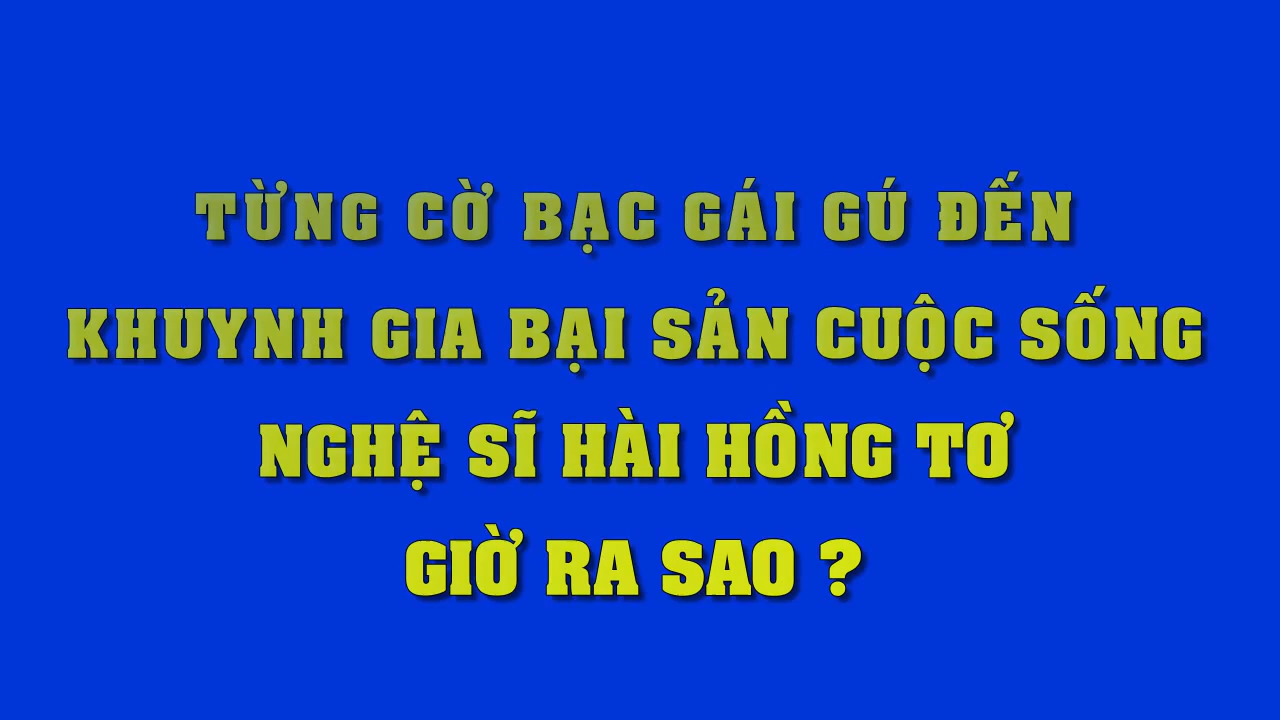 TỪNG CỜ BẠC GÁI GÚ ĐẾN
KHUYNH GIA BẠI SẢN CUỘC SỐNG
NGHỆ SĨ HÀI HỒNG TƠ
GIỜ RA SAO ?